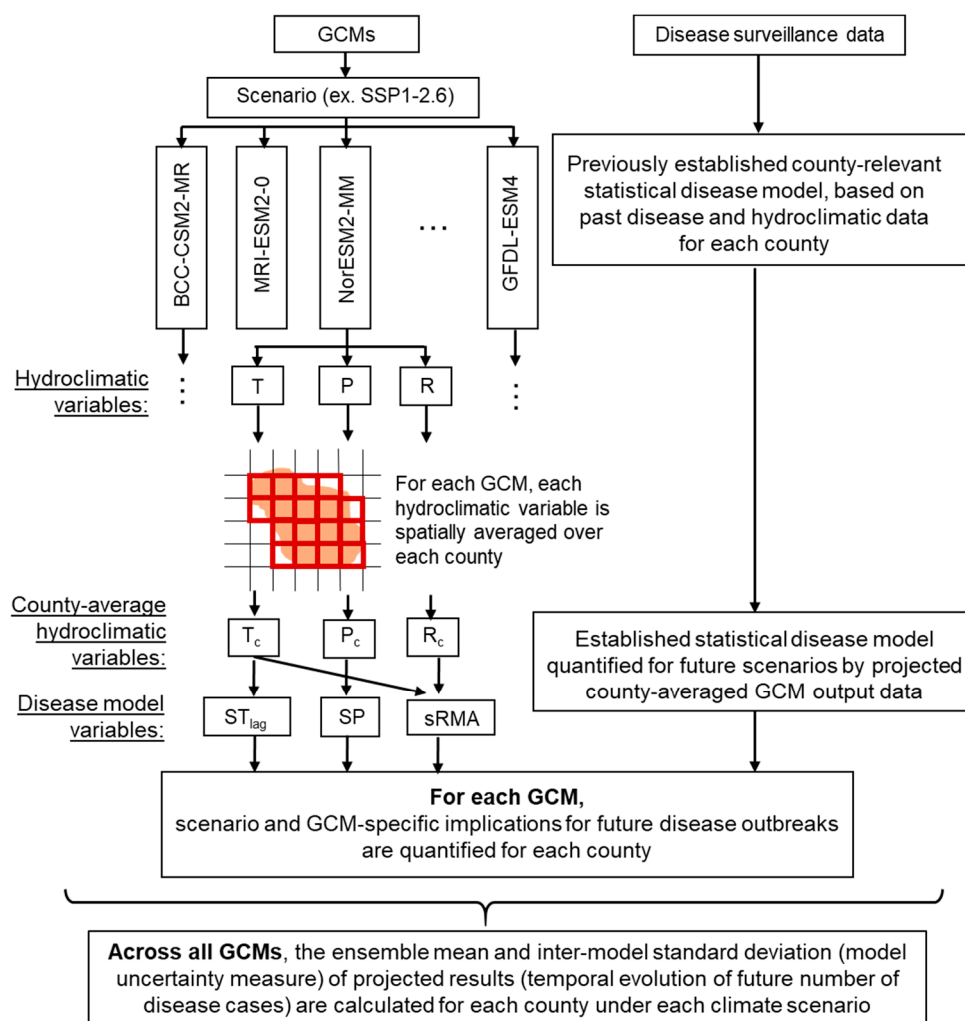 GCMs
Disease surveillance data
Scenario (ex. SSP1-2.6)
BCC-CSM2-MR
MRI-ESM2-0
NorESM2-MM
...
GFDL-ESM4
Previously established county-relevant
statistical disease model, based on
past disease and hydroclimatic data
for each county
Hydroclimatic
variables:
⋮
T
P
R
⋮
For each GCM, each
hydroclimatic variable is
spatially averaged over
each county
County-average
hydroclimatic
variables:
Tc
Pc
Rc
Established statistical disease model
quantified for future scenarios by projected
county-averaged GCM output data
Disease model
variables:
STlag
SP
sRMA
For each GCM,
scenario and GCM-specific implications for future disease outbreaks
are quantified for each county
Across all GCMs, the ensemble mean and inter-model standard deviation (model
uncertainty measure) of projected results (temporal evolution of future number of
disease cases) are calculated for each county under each climate scenario